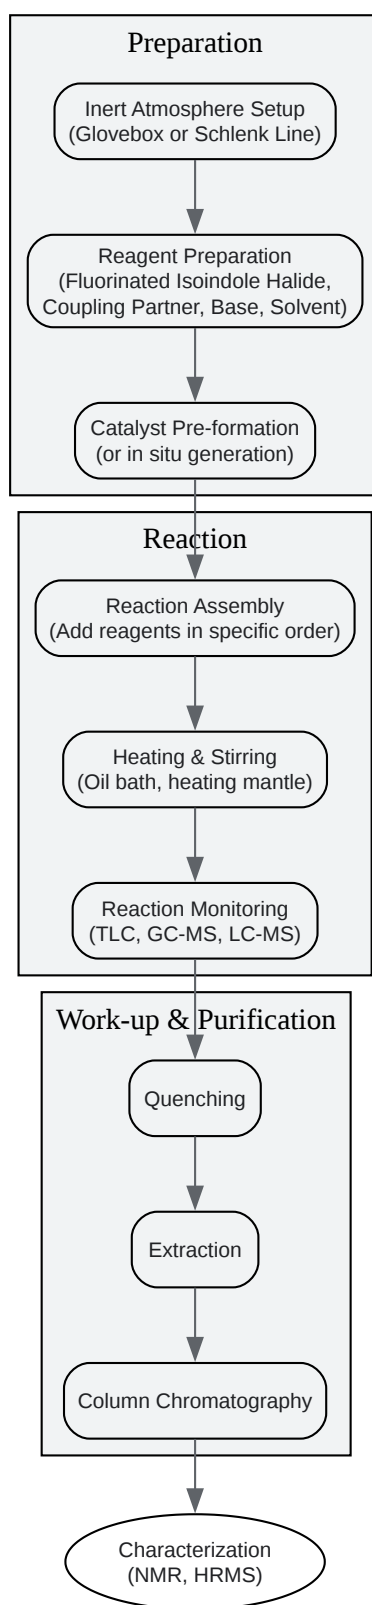 Preparation
Inert Atmosphere Setup
(Glovebox or Schlenk Line)
Reagent Preparation
(Fluorinated Isoindole Halide,
Coupling Partner, Base, Solvent)
Catalyst Pre-formation
(or in situ generation)
Reaction
Reaction Assembly
(Add reagents in specific order)
Heating & Stirring
(Oil bath, heating mantle)
Reaction Monitoring
(TLC, GC-MS, LC-MS)
Work-up & Purification
Quenching
Extraction
Column Chromatography
Characterization
(NMR, HRMS)